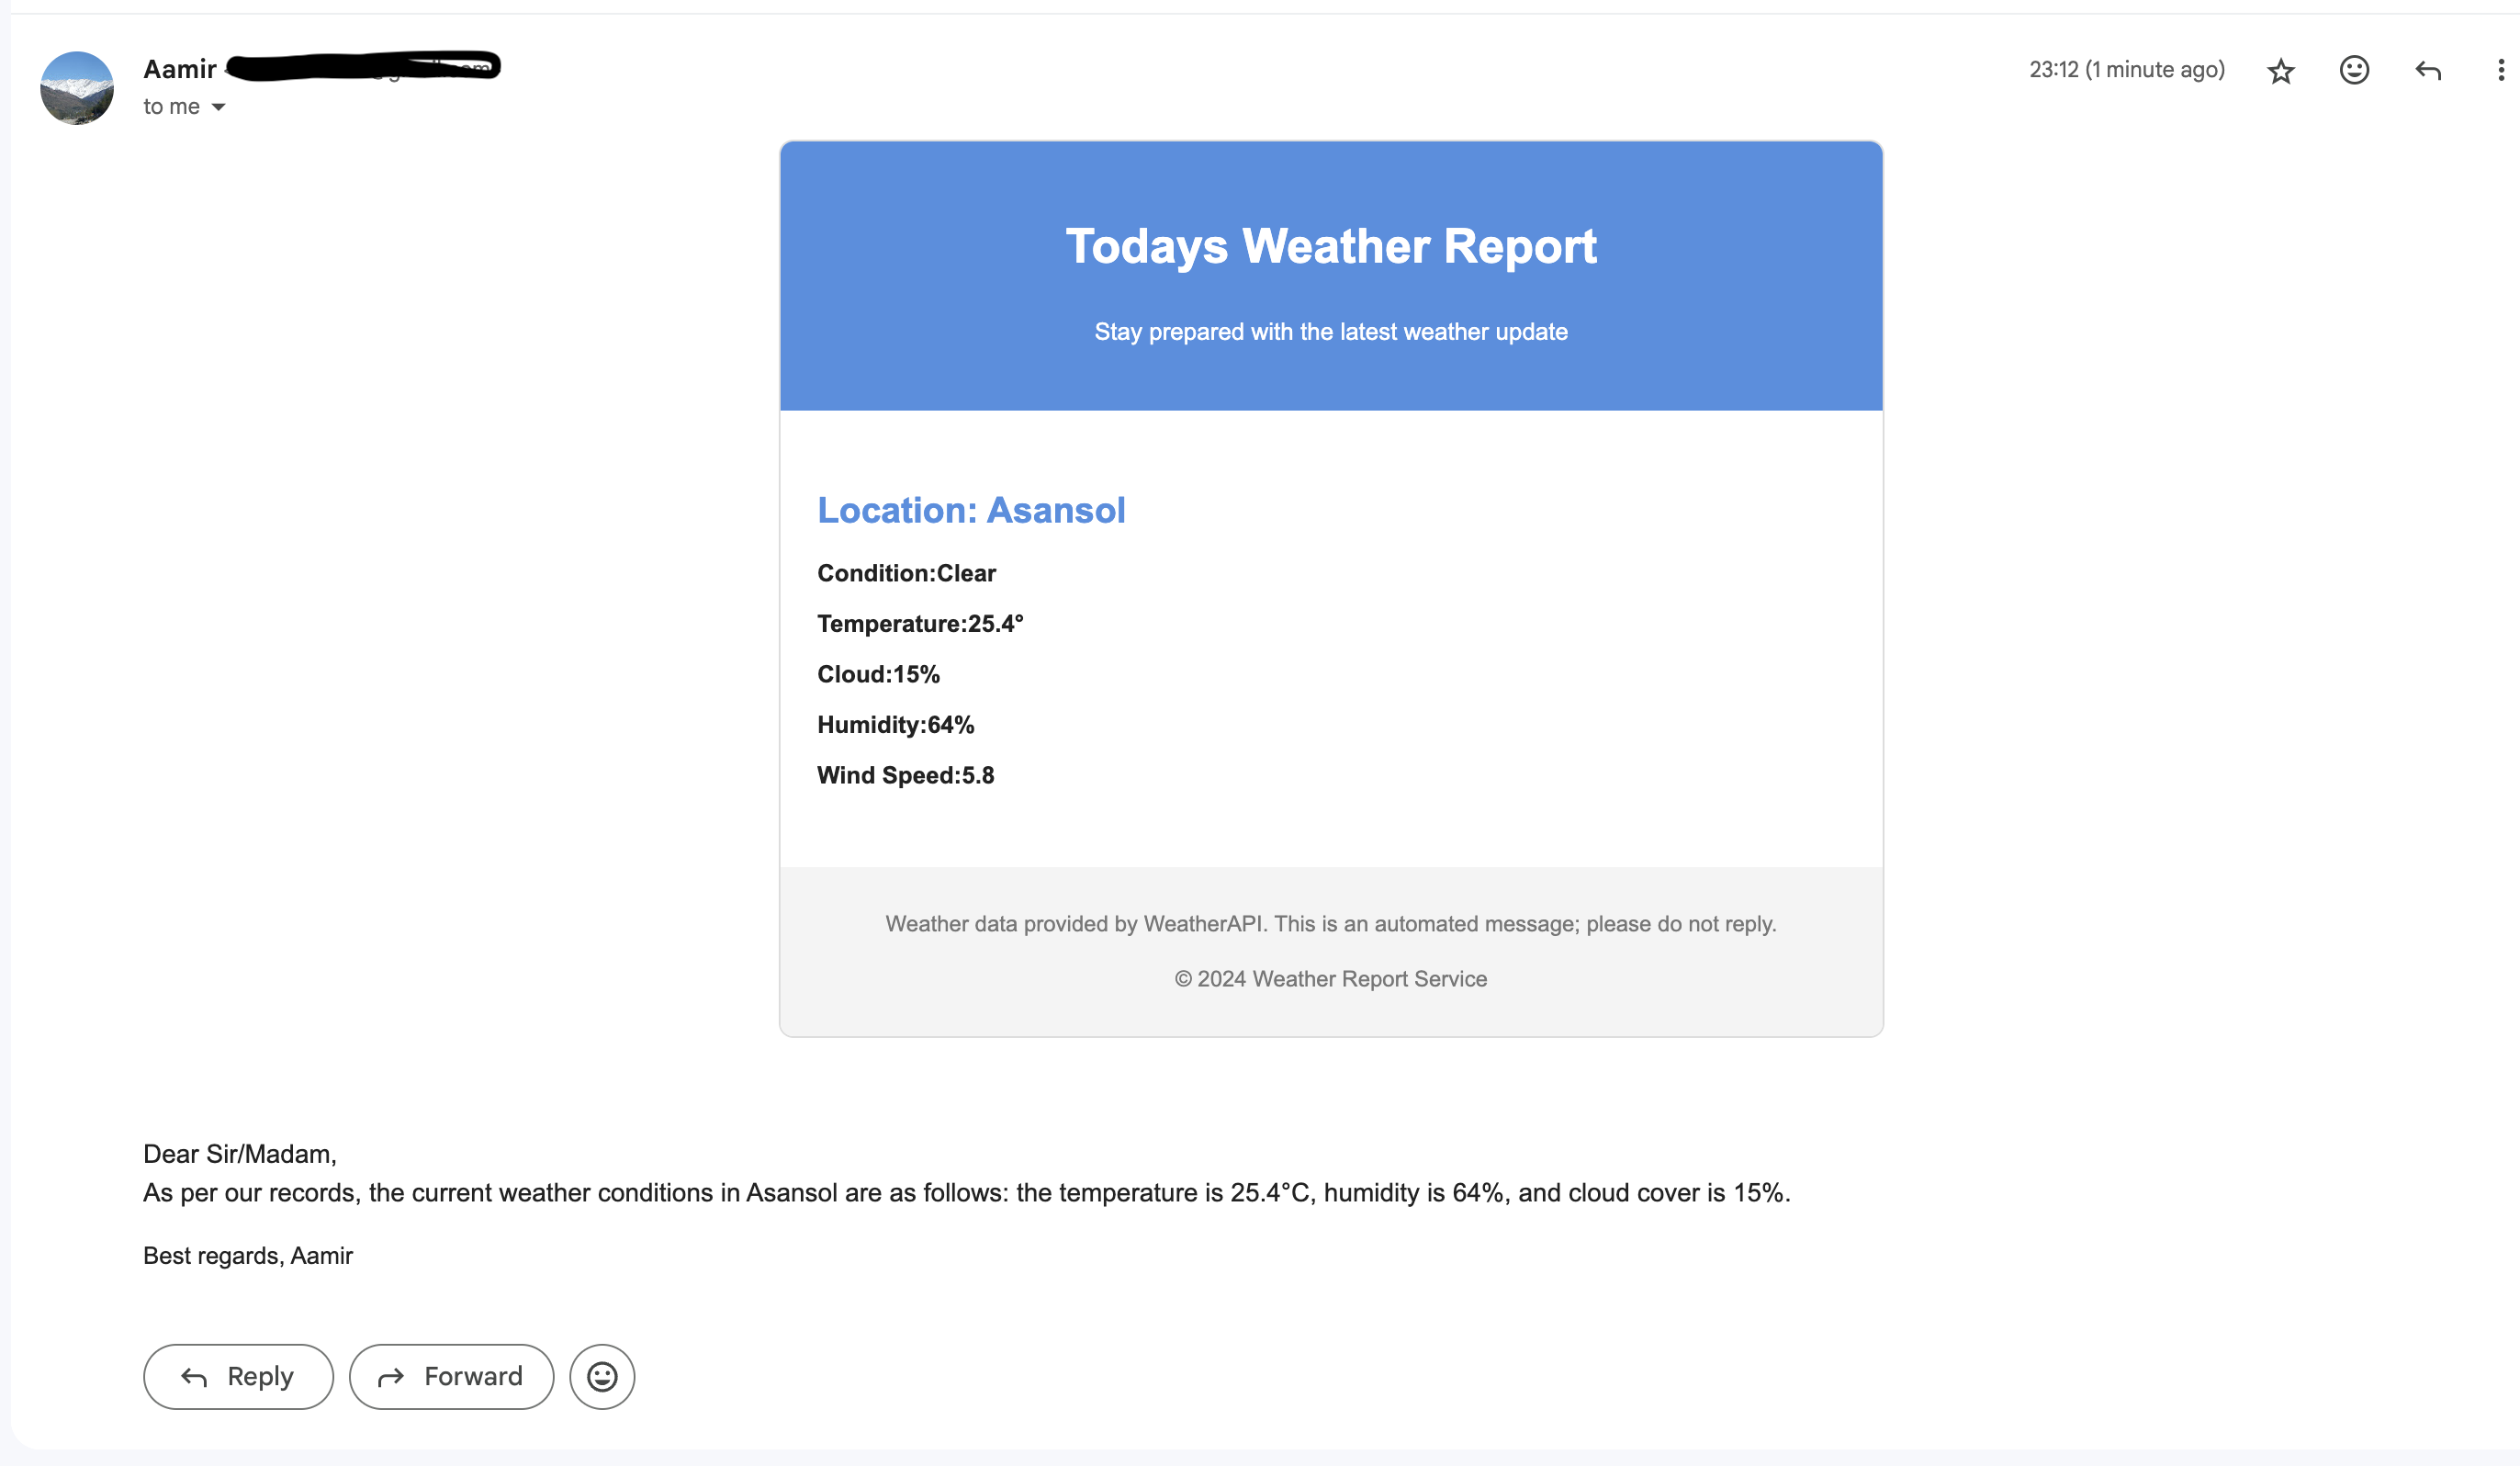 Aamir
23:12 (1 minute ago)
to me
Todays Weather Report
Stay prepared with the latest weather update
Location: Asansol
Condition:Clear
Temperature:25.4°
Cloud:15%
Humidity:64%
Wind Speed:5.8
Weather data provided by WeatherAPI. This is an automated message; please do not reply.
© 2024 Weather Report Service
Dear Sir/Madam,
As per our records, the current weather conditions in Asansol are as follows: the temperature is 25.4°C, humidity is 64%, and cloud cover is 15%.
Best regards, Aamir
Reply Forward